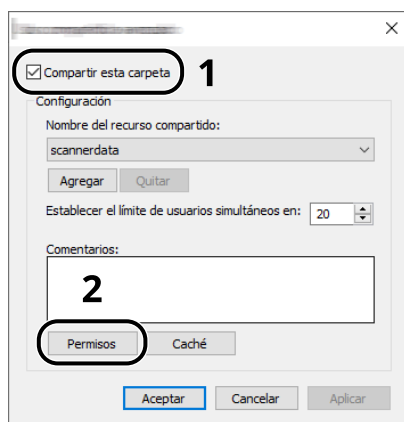 Compartir esta carpeta 1
Configuración
Nombre del recurso compartido:
scannerdata
Agregar Quitar
Establecer el límite de usuarios simultáneos en: 20
Comentarios:
2
Permisos Caché
Aceptar Cancelar Aplicar